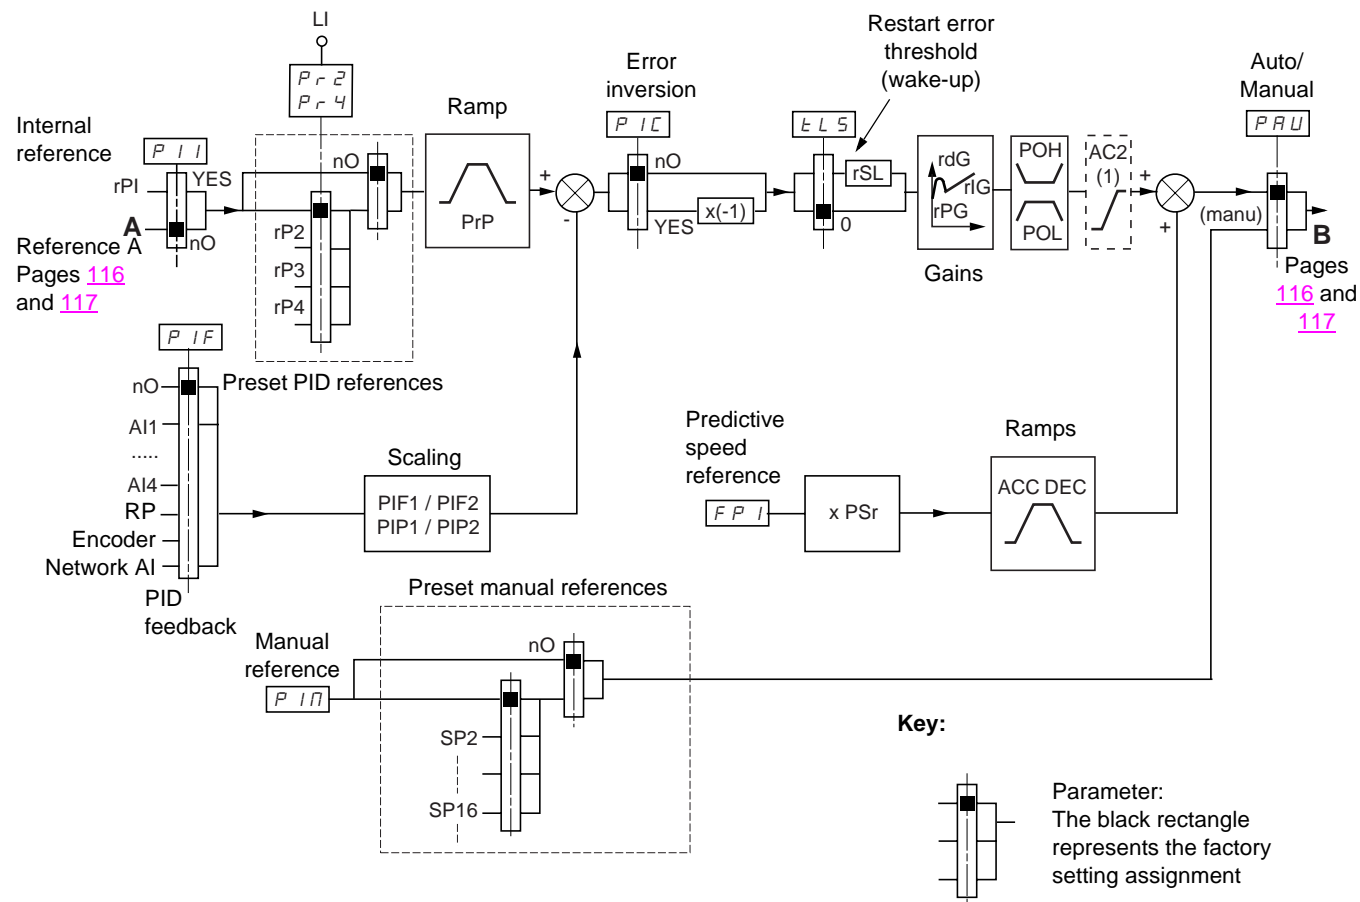 LI
Pr2
Pr4
Internal
reference
PII
rPI
YES
A
nO
Reference A
Pages 116
and 117
nO
rP2
rP3
rP4
Preset PID references
Ramp
PrP
+
-
Error
inversion
PIC
nO
YES
x(-1)
Restart error
threshold
(wake-up)
tLS
rSL
0
rdG
rIG
rPG
Gains
POH
POL
AC2
(1)
+
+
Auto/
Manual
PAU
(manu)
B
Pages
116 and
117
PIF
nO
AI1
.....
AI4
RP
Encoder
Network AI
PID
feedback
Scaling
PIF1 / PIF2
PIP1 / PIP2
Predictive
speed
reference
FPI
x PSr
Ramps
ACC DEC
Preset manual references
Manual
reference
PIM
nO
SP2
SP16
Key:
Parameter:
The black rectangle
represents the factory
setting assignment